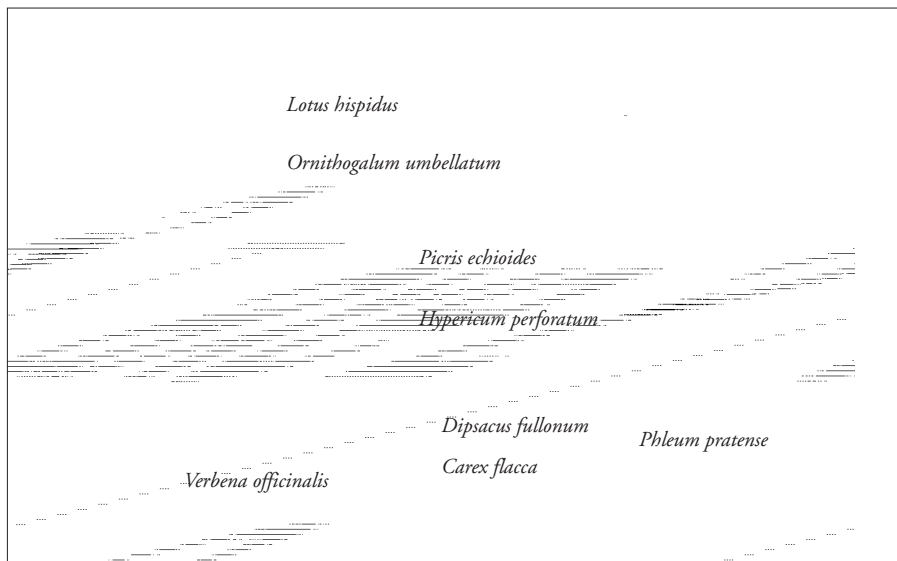 Lotus hispidus
Ornithogalum umbellatum
Picris echioides
Hypericum perforatum
Dipsacus fullonum
Phleum pratense
Carex flacca
Verbena officinalis